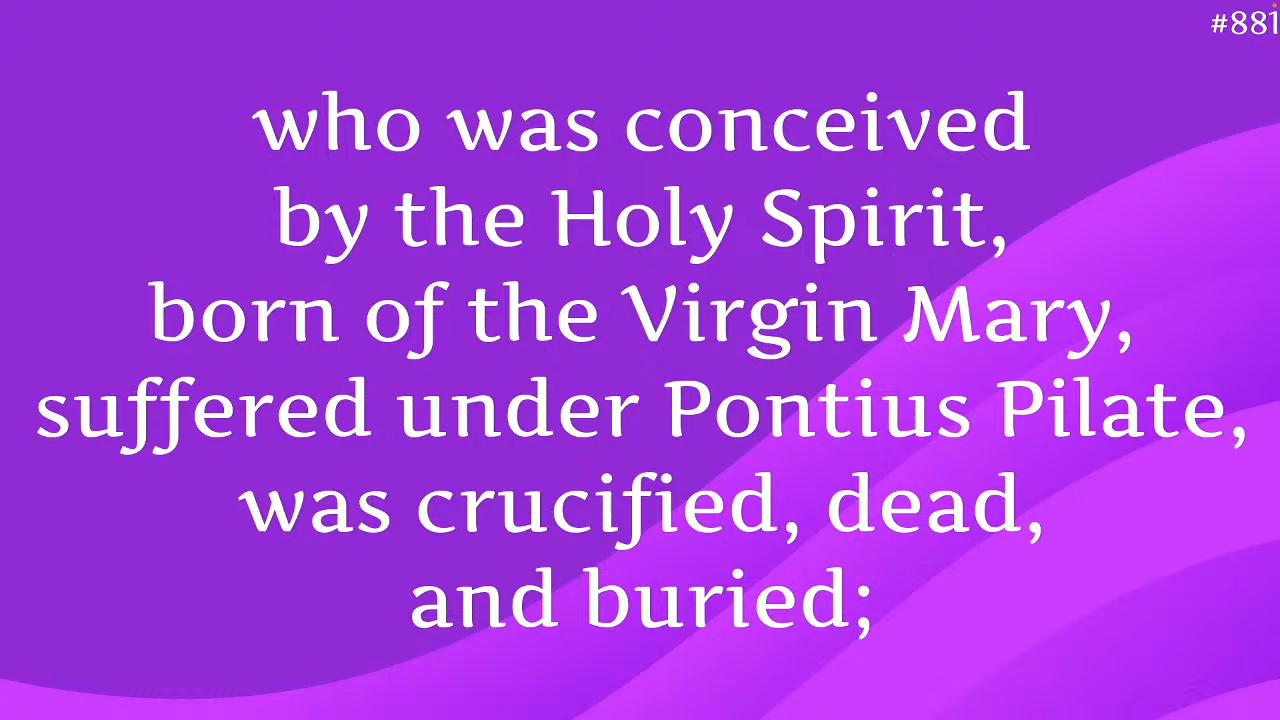 #881
who was conceived
by the Holy Spirit,
born of the Virgin Mary,
suffered under Pontius Pilate,
was crucified, dead,
and buried;